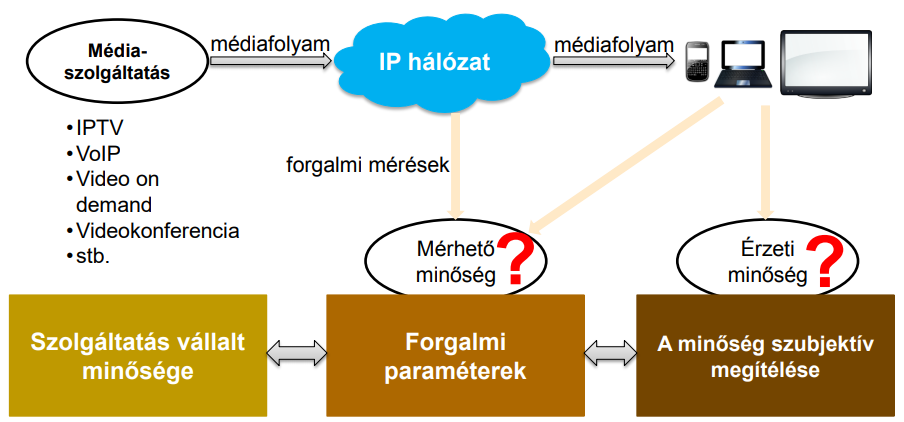 Média-
szolgáltatás
médiafolyam
IP hálózat
médiafolyam
•IPTV
•VoIP
•Video on
demand
•Videokonferencia
•stb.
forgalmi mérések
Mérhető
minőség
?
Érzeti
minőség
?
Szolgáltatás vállalt
minősége
Forgalmi
paraméterek
A minőség szubjektív
megítélése